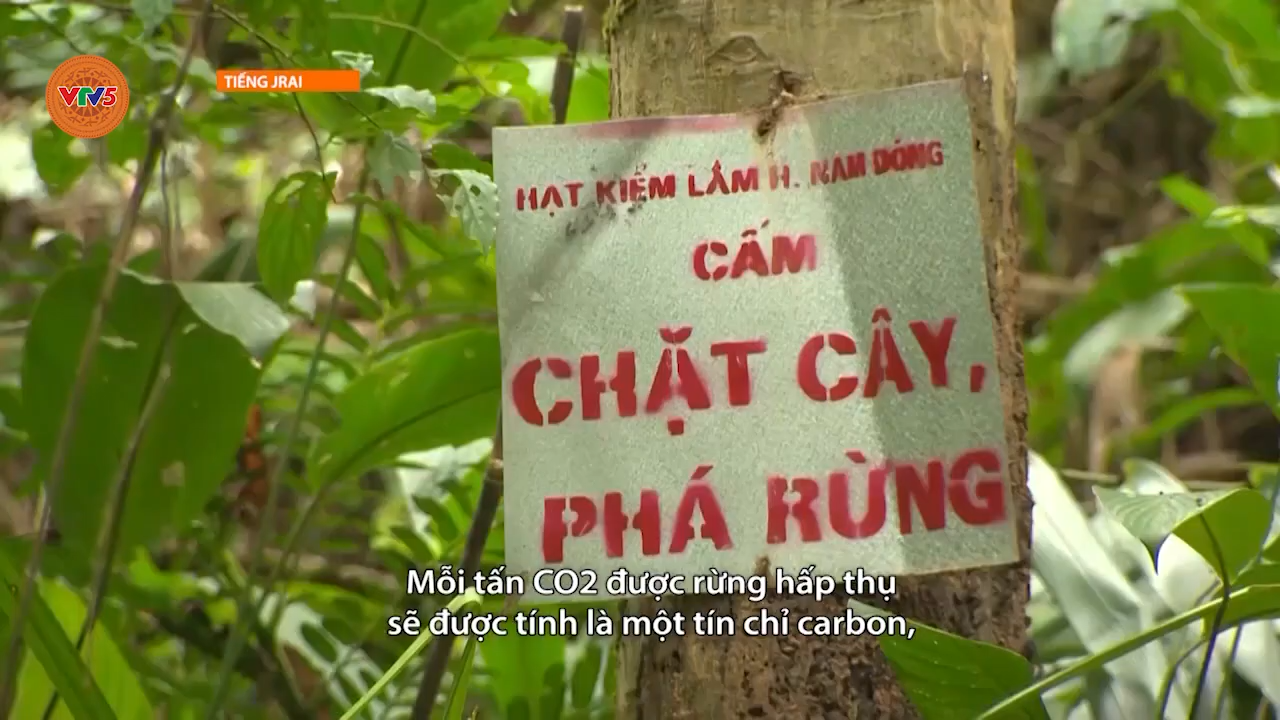 VTV5
TIẾNG JRAI
HẠT KIỂM LÂM H. NAM ĐÔNG
CẤM
CHẶT CÂY,
PHÁ RỪNG
Mỗi tấn CO2 được rừng hấp thụ
sẽ được tính là một tín chỉ carbon,